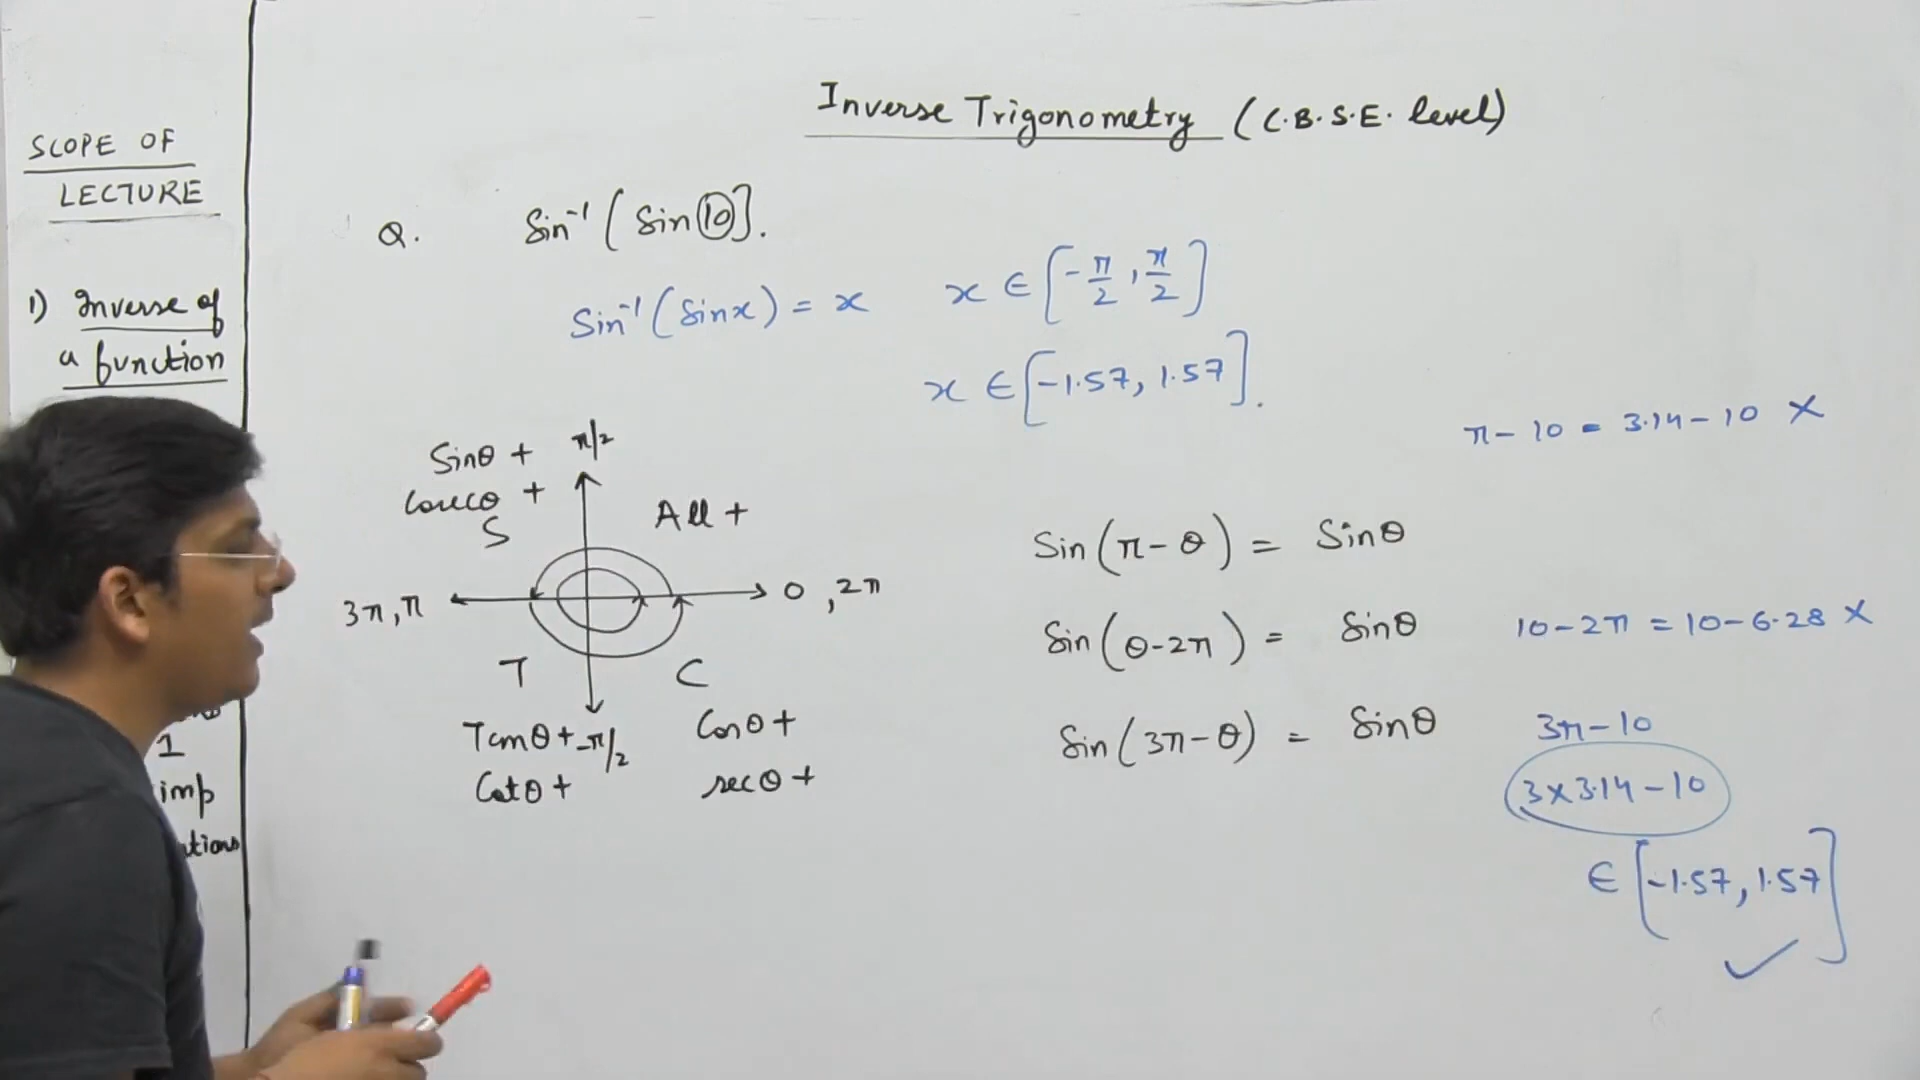 Inverse Trigonometry (C.B.S.E. level)
SCOPE OF
LECTURE
1) Inverse of
a function
1
imp
Q. Sin⁻¹ ( Sin 10 ].
Sin⁻¹ ( Sinx ) = x x ∈ [ -π/2 , π/2 ]
x ∈ [ -1.57, 1.57 ].
π - 10 = 3.14 - 10 ✗
Sinθ + π/2
Cosecθ +
S All +
3π, π 0 , 2π
T C
Tanθ + -π/2 Cosθ +
Cotθ + secθ +
Sin ( π - θ ) = Sinθ
Sin ( θ - 2π ) = Sinθ 10 - 2π = 10 - 6.28 ✗
Sin ( 3π - θ ) = Sinθ 3π - 10
3 × 3.14 - 10
∈ [ -1.57, 1.57 ]
✓